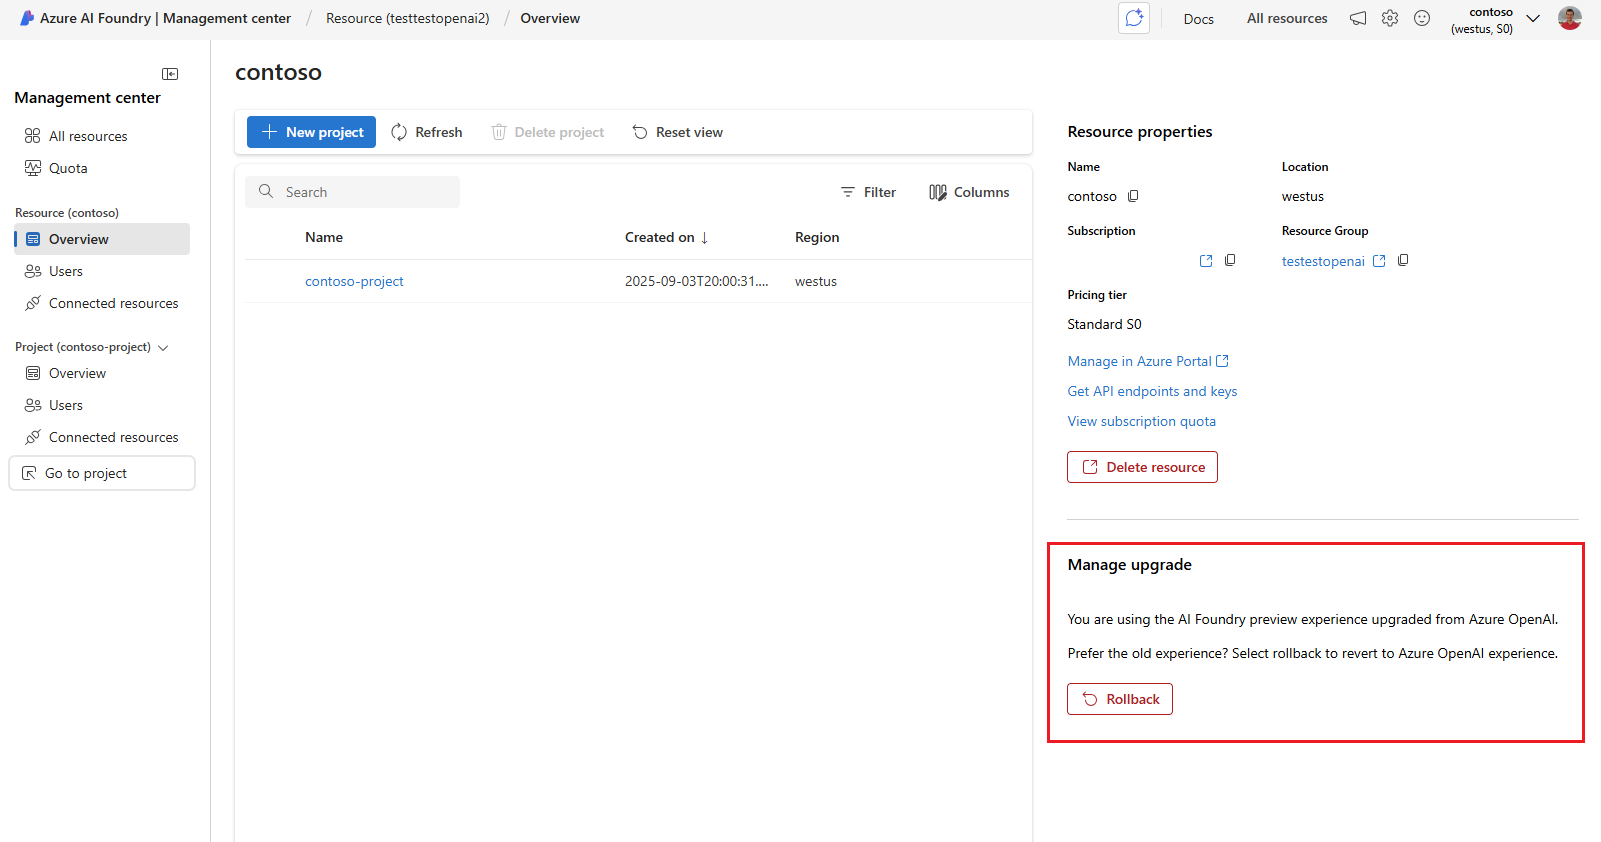 Azure AI Foundry | Management center / Resource (testtestopenai2) / Overview
Docs
All resources
contoso
(westus, S0)
Management center
All resources
Quota
Resource (contoso)
Overview
Users
Connected resources
Project (contoso-project)
Overview
Users
Connected resources
Go to project
contoso
New project
Refresh
Delete project
Reset view
Search
Filter
Columns
Name
Created on ↓
Region
contoso-project
2025-09-03T20:00:31....
westus
Resource properties
Name
Location
contoso
westus
Subscription
Resource Group
testestopenai
Pricing tier
Standard S0
Manage in Azure Portal
Get API endpoints and keys
View subscription quota
Delete resource
Manage upgrade
You are using the AI Foundry preview experience upgraded from Azure OpenAI.
Prefer the old experience? Select rollback to revert to Azure OpenAI experience.
Rollback